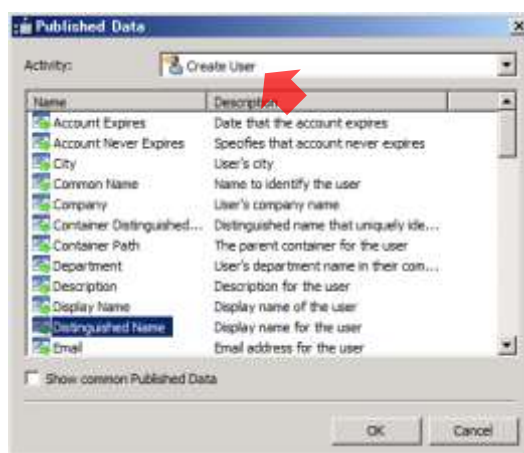 Published Data
Activity: Create User
Name Description
Account Expires Date that the account expires
Account Never Expires Specifies that account never expires
City User's city
Common Name Name to identify the user
Company User's company name
Container Distinguished... Distinguished name that uniquely ide...
Container Path The parent container for the user
Department User's department name in their com...
Description Description for the user
Display Name Display name of the user
Distinguished Name Display name for the user
Email Email address for the user
Show common Published Data
OK Cancel